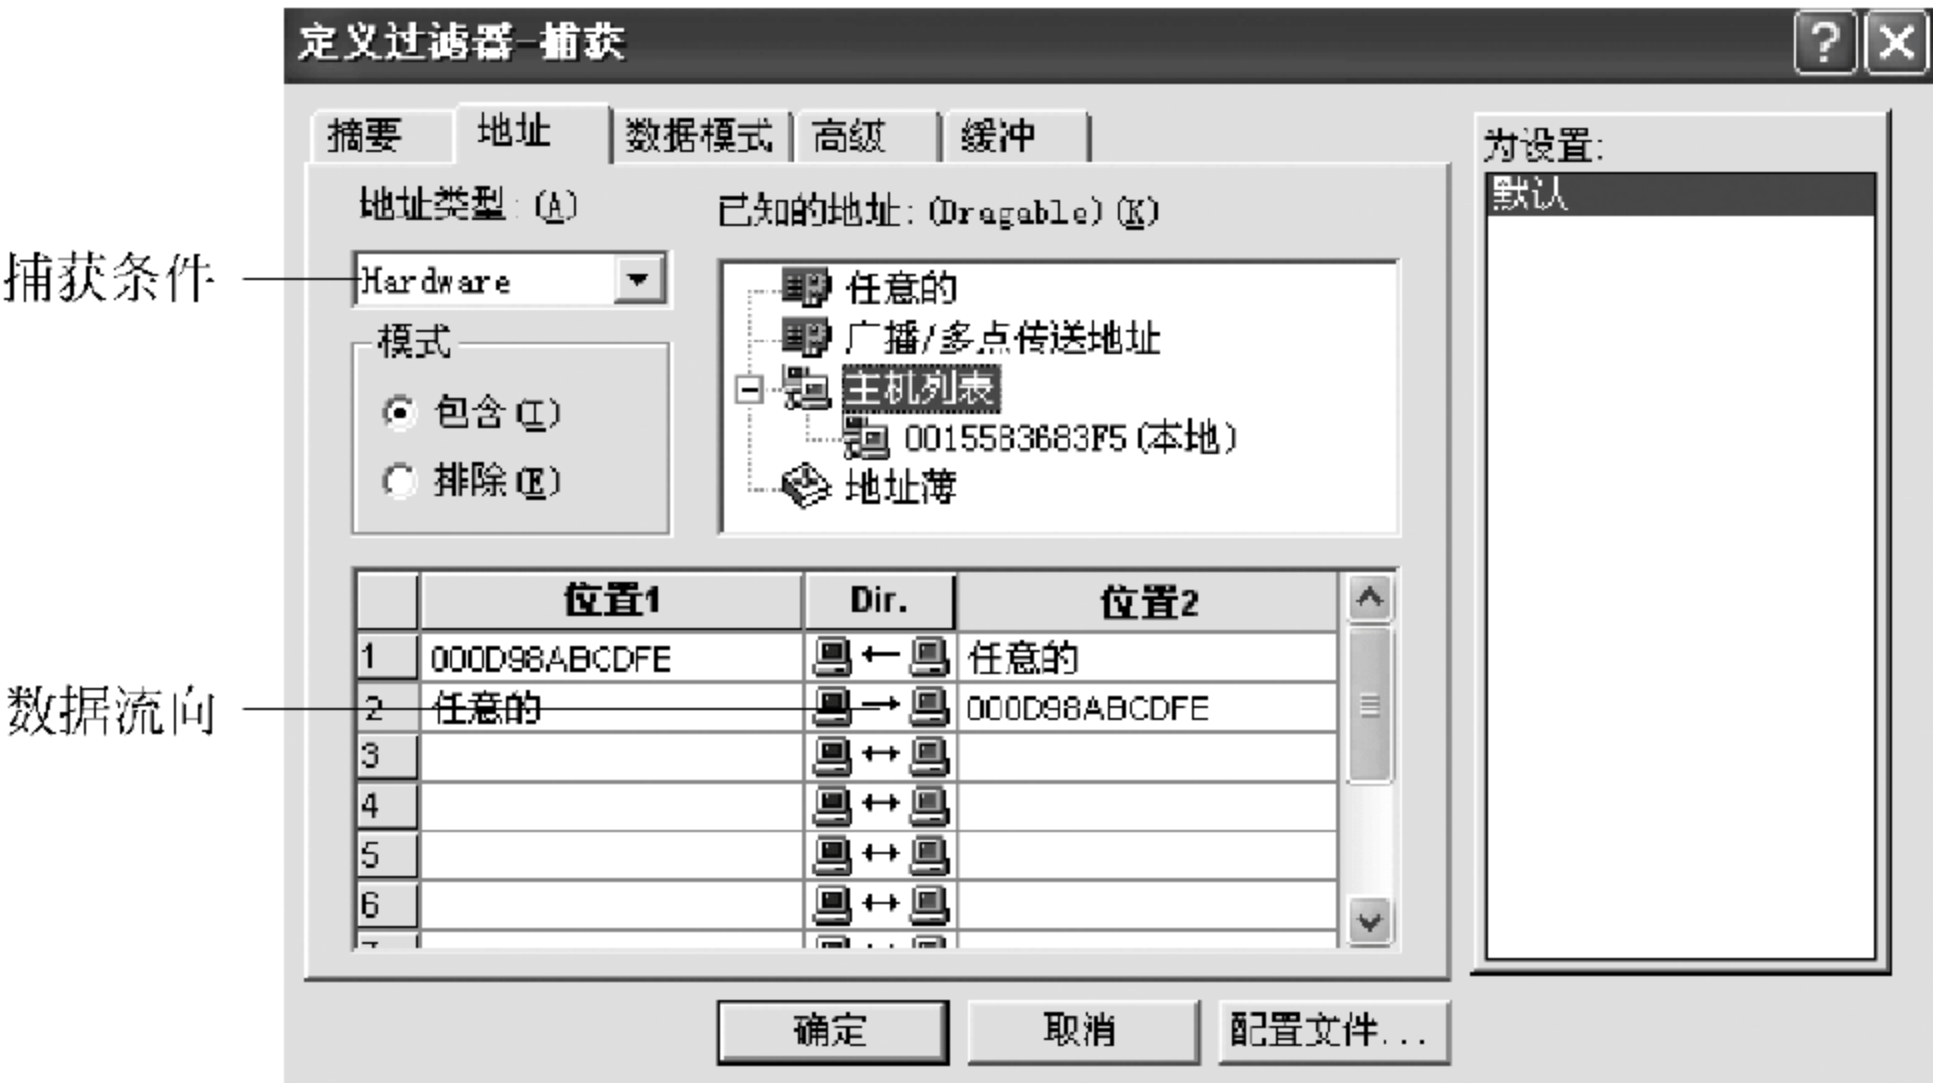 定义过滤器-捕获
摘要 地址 数据模式 高级 缓冲
为设置:
默认
地址类型:(A)
已知的地址:(Dragable)(K)
捕获条件
Hardware
任意的
广播/多点传送地址
主机列表
0015583683F5(本地)
地址薄
模式
包含(I)
排除(E)
位置1 Dir. 位置2
1 000D98ABCDFE 任意的
数据流向
2 任意的 000D98ABCDFE
3
4
5
6
确定 取消 配置文件...